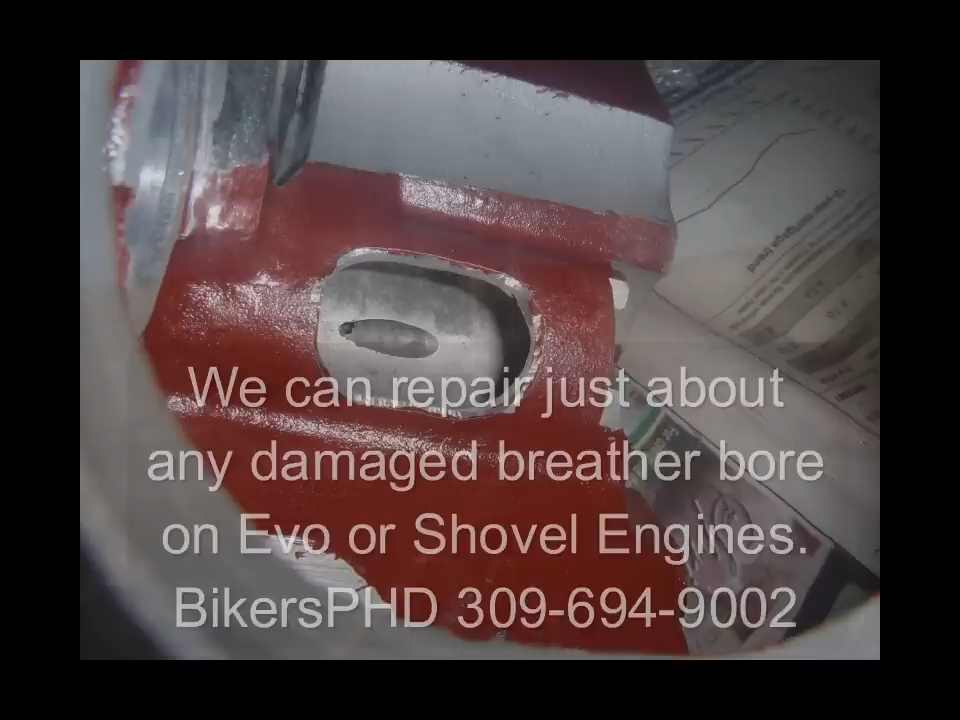 We can repair just about
any damaged breather bore
on Evo or Shovel Engines.
BikersPHD 309-694-9002